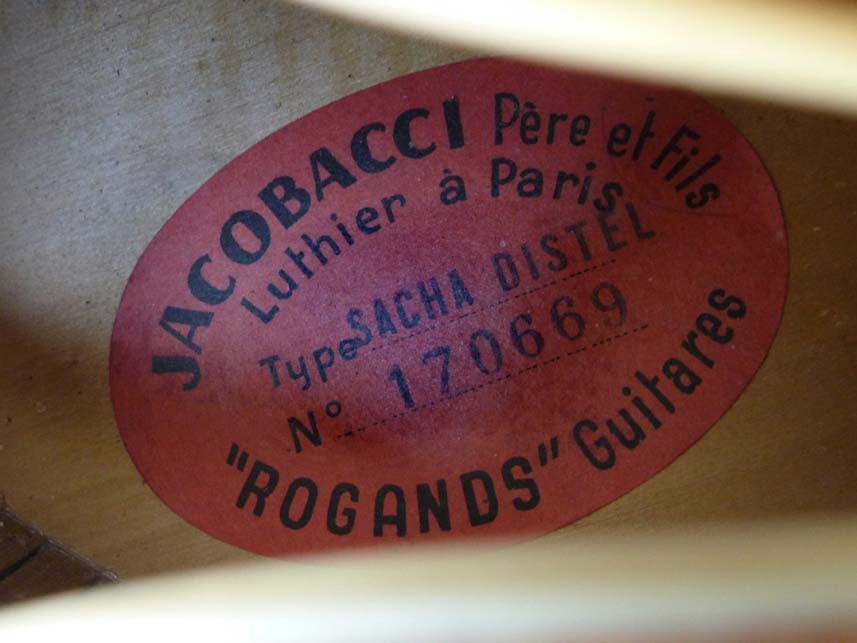 JACOBACCI Père et Fils
Luthier à Paris
Type SACHA DISTEL
N° 170669
"ROGANDS" Guitares